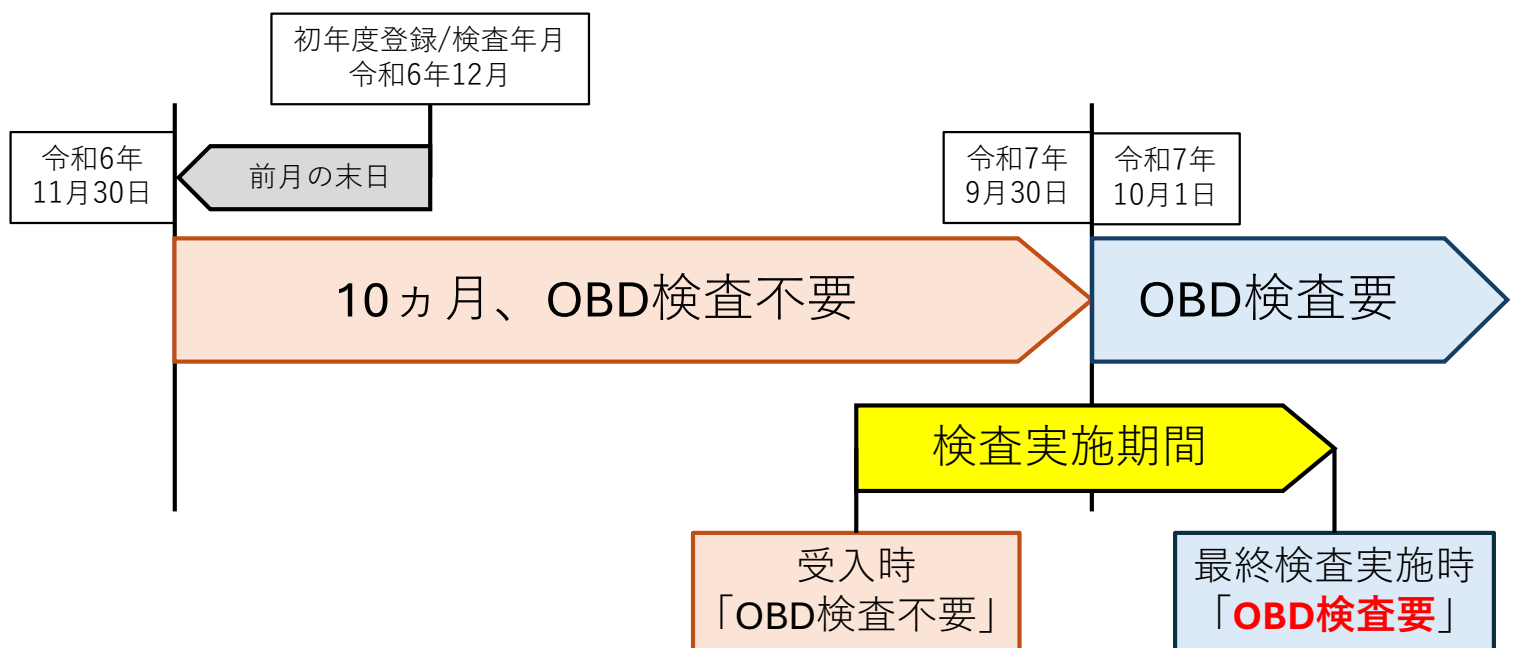 初年度登録/検査年月
令和6年12月
令和6年
11月30日
前月の末日
令和7年
9月30日
令和7年
10月1日
10ヵ月、OBD検査不要
OBD検査要
検査実施期間
受入時
「OBD検査不要」
最終検査実施時
「OBD検査要」